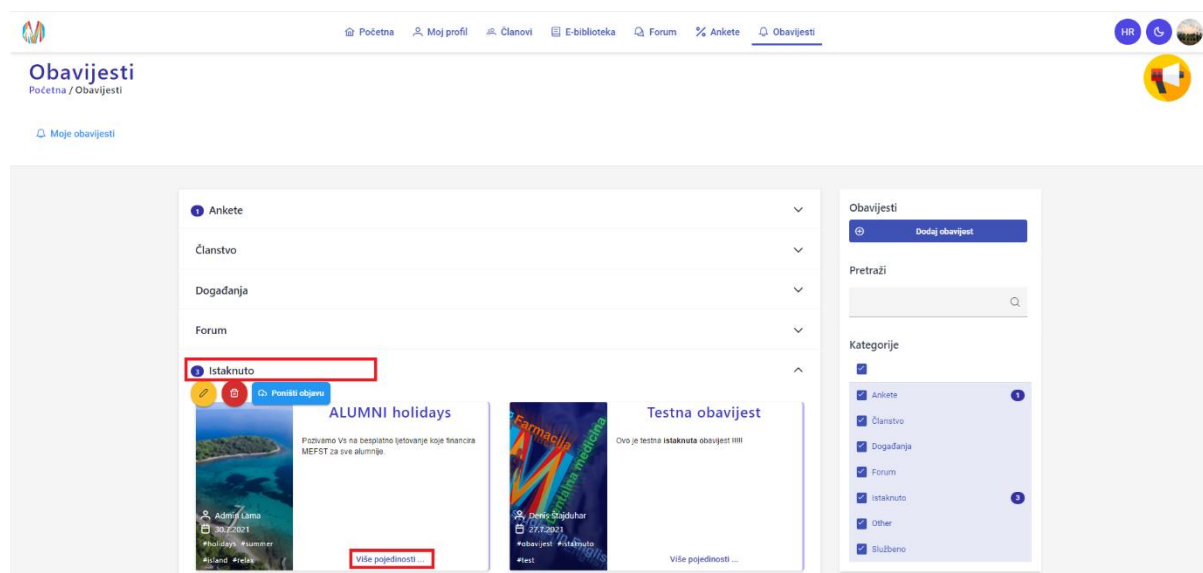 Početna Moj profil Članovi E-biblioteka Forum Ankete Obavijesti HR
Obavijesti
Početna / Obavijesti
Moje obavijesti
1 Ankete
Članstvo
Događanja
Forum
3 Istaknuto
Poništi objavu
ALUMNI holidays
Pozivamo Vs na besplatno ljetovanje koje financira
MEFST za sve alumnije.
Admin Lama
30.7.2021
#holidays #summer
#island #relax
Više pojedinosti ...
Farmacija
Dentalna medicina
Testna obavijest
Ovo je testna istaknuta obavijest !!!!!
Denis Štajduhar
27.7.2021
#obavijest #istaknuto
#test
Više pojedinosti ...
Obavijesti
Dodaj obavijest
Pretraži
Kategorije
Ankete 1
Članstvo
Događanja
Forum
Istaknuto 3
Other
Službeno